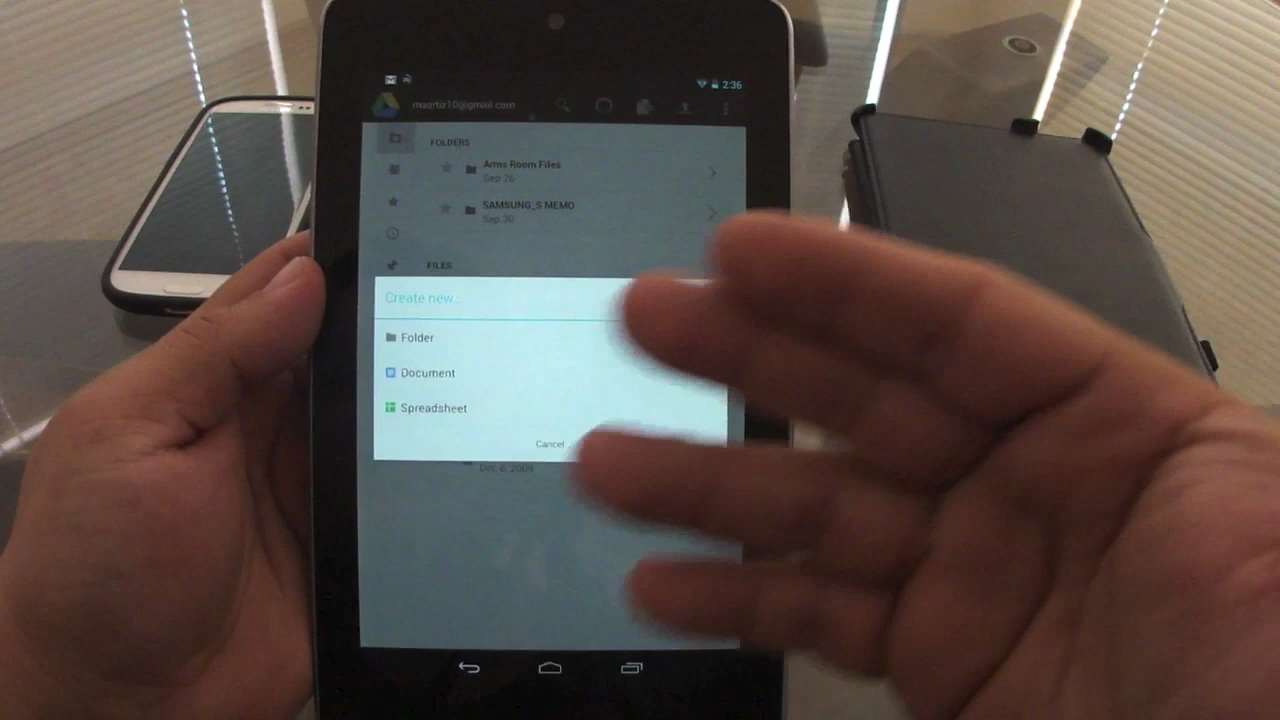 2:36
maortiz10@gmail.com
FOLDERS
Arms Room Files
Sep 26
SAMSUNG_S MEMO
Sep 30
FILES
Create new...
Folder
Document
Spreadsheet
Cancel
Dec 6, 2009